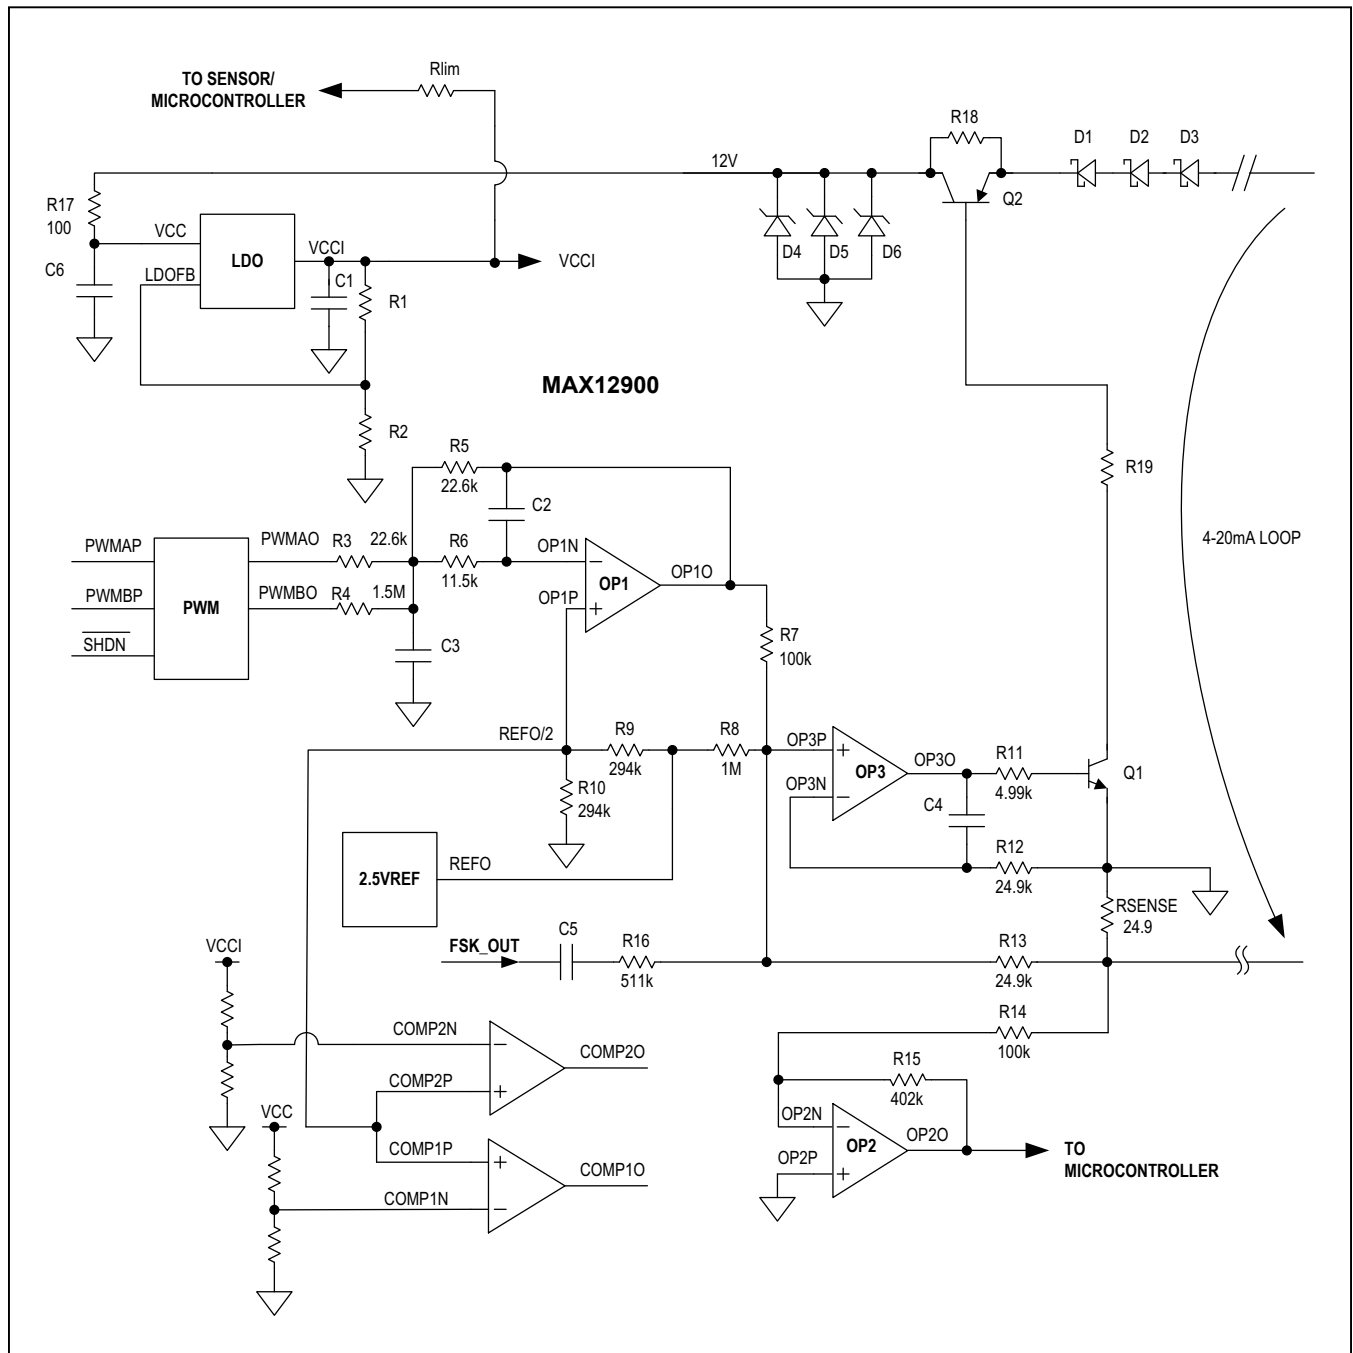 TO SENSOR/
MICROCONTROLLER
Rlim
R18
D1
D2
D3
12V
Q2
R17
100
VCC
LDO
VCCI
VCCI
C6
LDOFB
C1
R1
D4
D5
D6
MAX12900
R2
R5
22.6k
R19
C2
4-20mA LOOP
PWMAP
PWMAO
R3
22.6k
R6
11.5k
OP1N
OP1
OP1O
PWMBP
PWM
PWMBO
R4
1.5M
OP1P
SHDN
C3
R7
100k
REFO/2
R9
294k
R8
1M
OP3P
OP3
OP3O
R11
4.99k
Q1
R10
294k
OP3N
C4
R12
24.9k
2.5VREF
REFO
RSENSE
24.9
FSK_OUT
C5
R16
511k
R13
24.9k
VCCI
R14
100k
COMP2N
COMP2O
COMP2P
R15
402k
VCC
OP2N
OP2
OP2O
OP2P
TO
MICROCONTROLLER
COMP1P
COMP1O
COMP1N